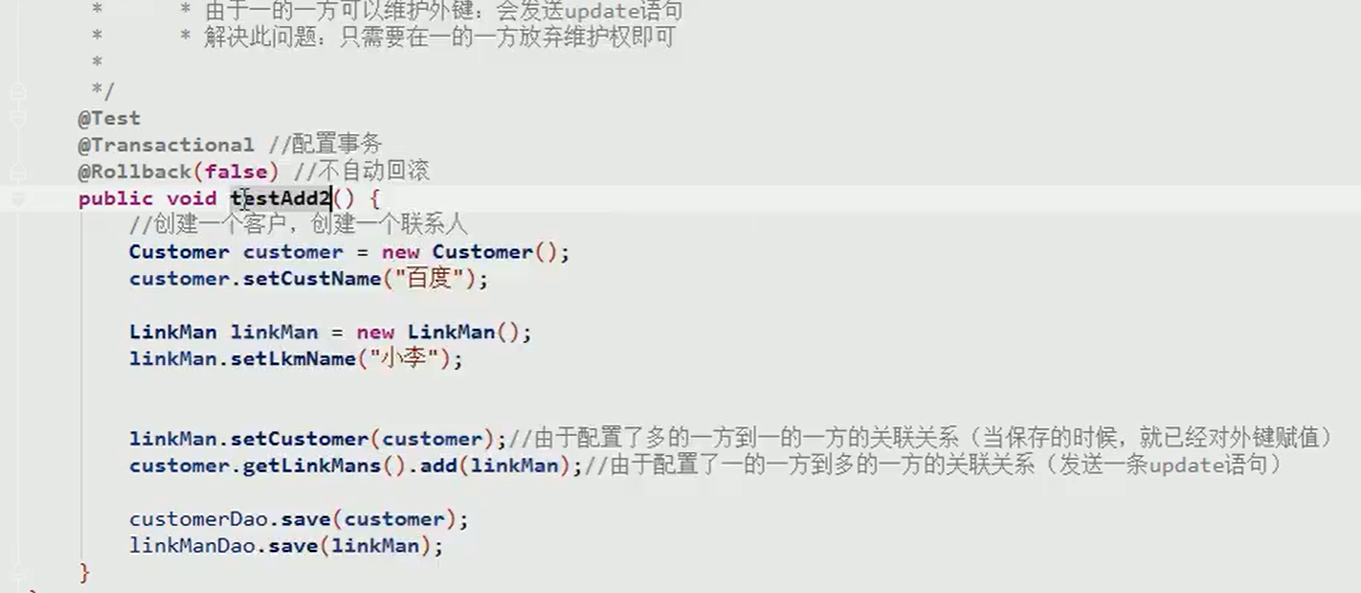 * * 由于一的一方可以维护外键：会发送update语句
* * 解决此问题：只需要在一的一方放弃维护权即可
*
*/
@Test
@Transactional //配置事务
@Rollback(false) //不自动回滚
public void testAdd2() {
//创建一个客户，创建一个联系人
Customer customer = new Customer();
customer.setCustName("百度");
LinkMan linkMan = new LinkMan();
linkMan.setLkmName("小李");
linkMan.setCustomer(customer);//由于配置了多的一方到一的一方的关联关系（当保存的时候，就已经对外键赋值）
customer.getLinkMans().add(linkMan);//由于配置了一的一方到多的一方的关联关系（发送一条update语句）
customerDao.save(customer);
linkManDao.save(linkMan);
}